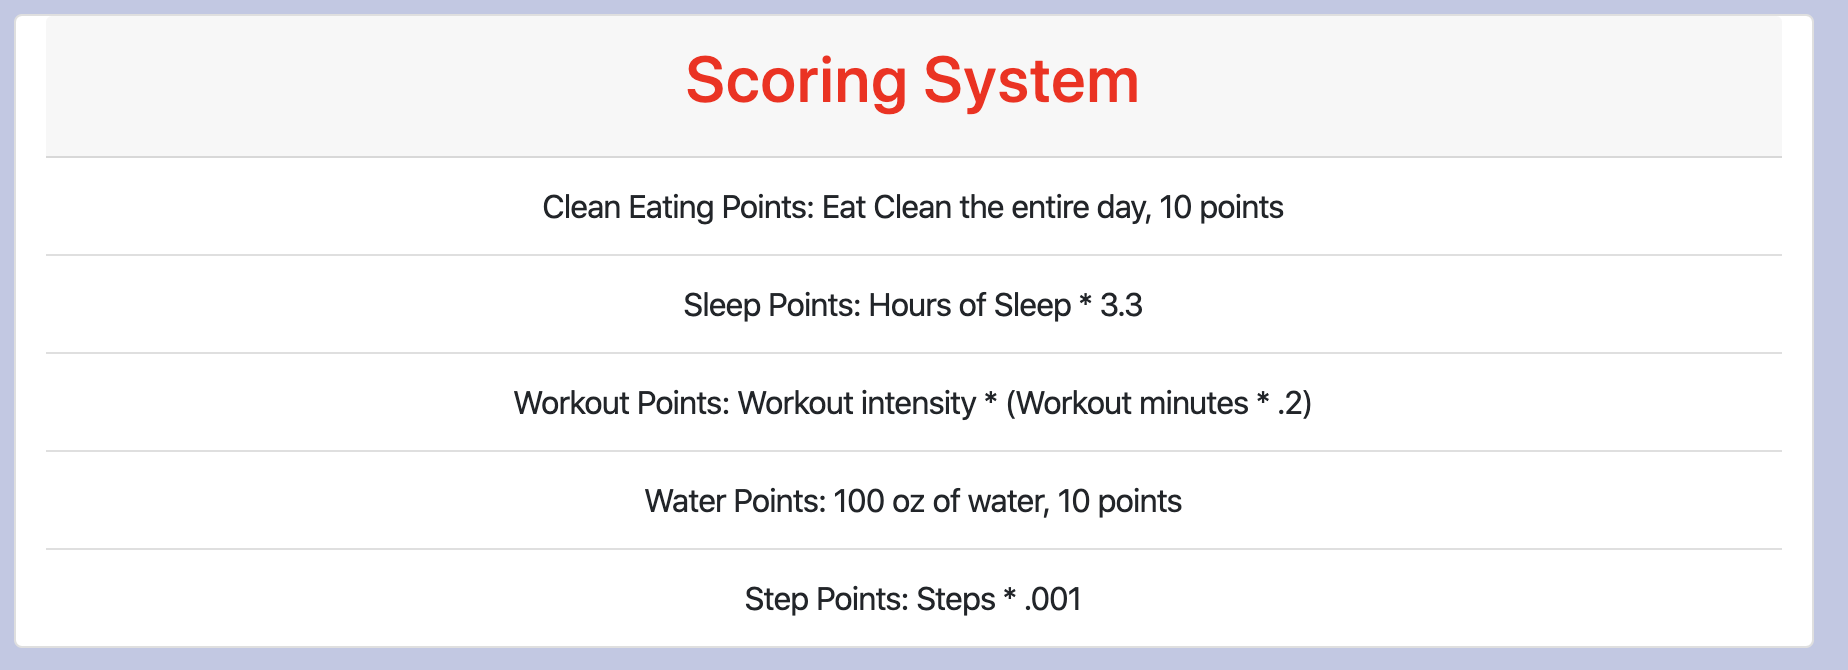 Scoring System
Clean Eating Points: Eat Clean the entire day, 10 points
Sleep Points: Hours of Sleep * 3.3
Workout Points: Workout intensity * (Workout minutes * .2)
Water Points: 100 oz of water, 10 points
Step Points: Steps * .001